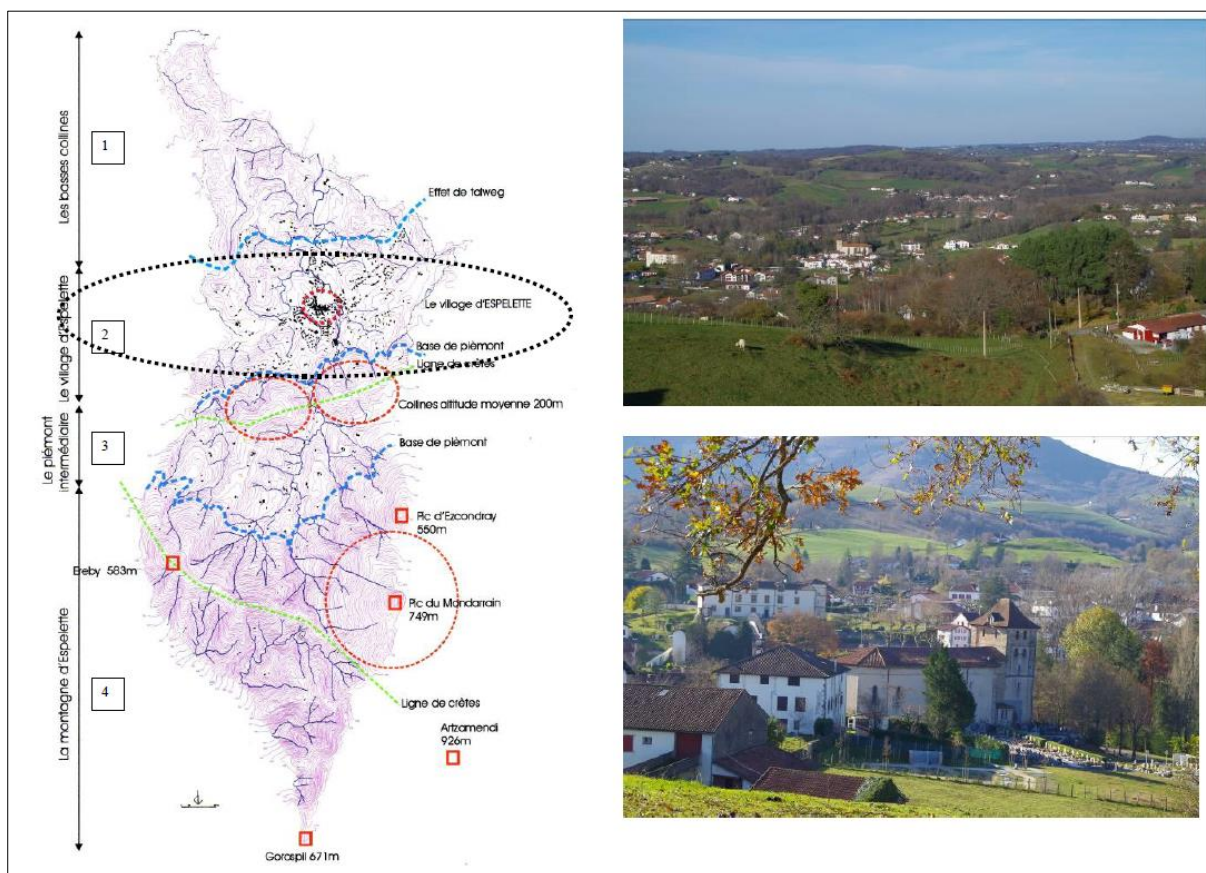 Les basses collines
1
Effet de talweg
Le village d'Espelette
2
Le village d'ESPELETTE
Base de piémont
Ligne de crêtes
Collines altitude moyenne 200m
Le piémont
intermédiaire
3
Base de piémont
Pic d'Ezcondray
550m
Ereby 583m
Pic du Mondarrain
749m
La montagne d'Espelette
4
Ligne de crêtes
Artzamendi
926m
Goraspil 671m